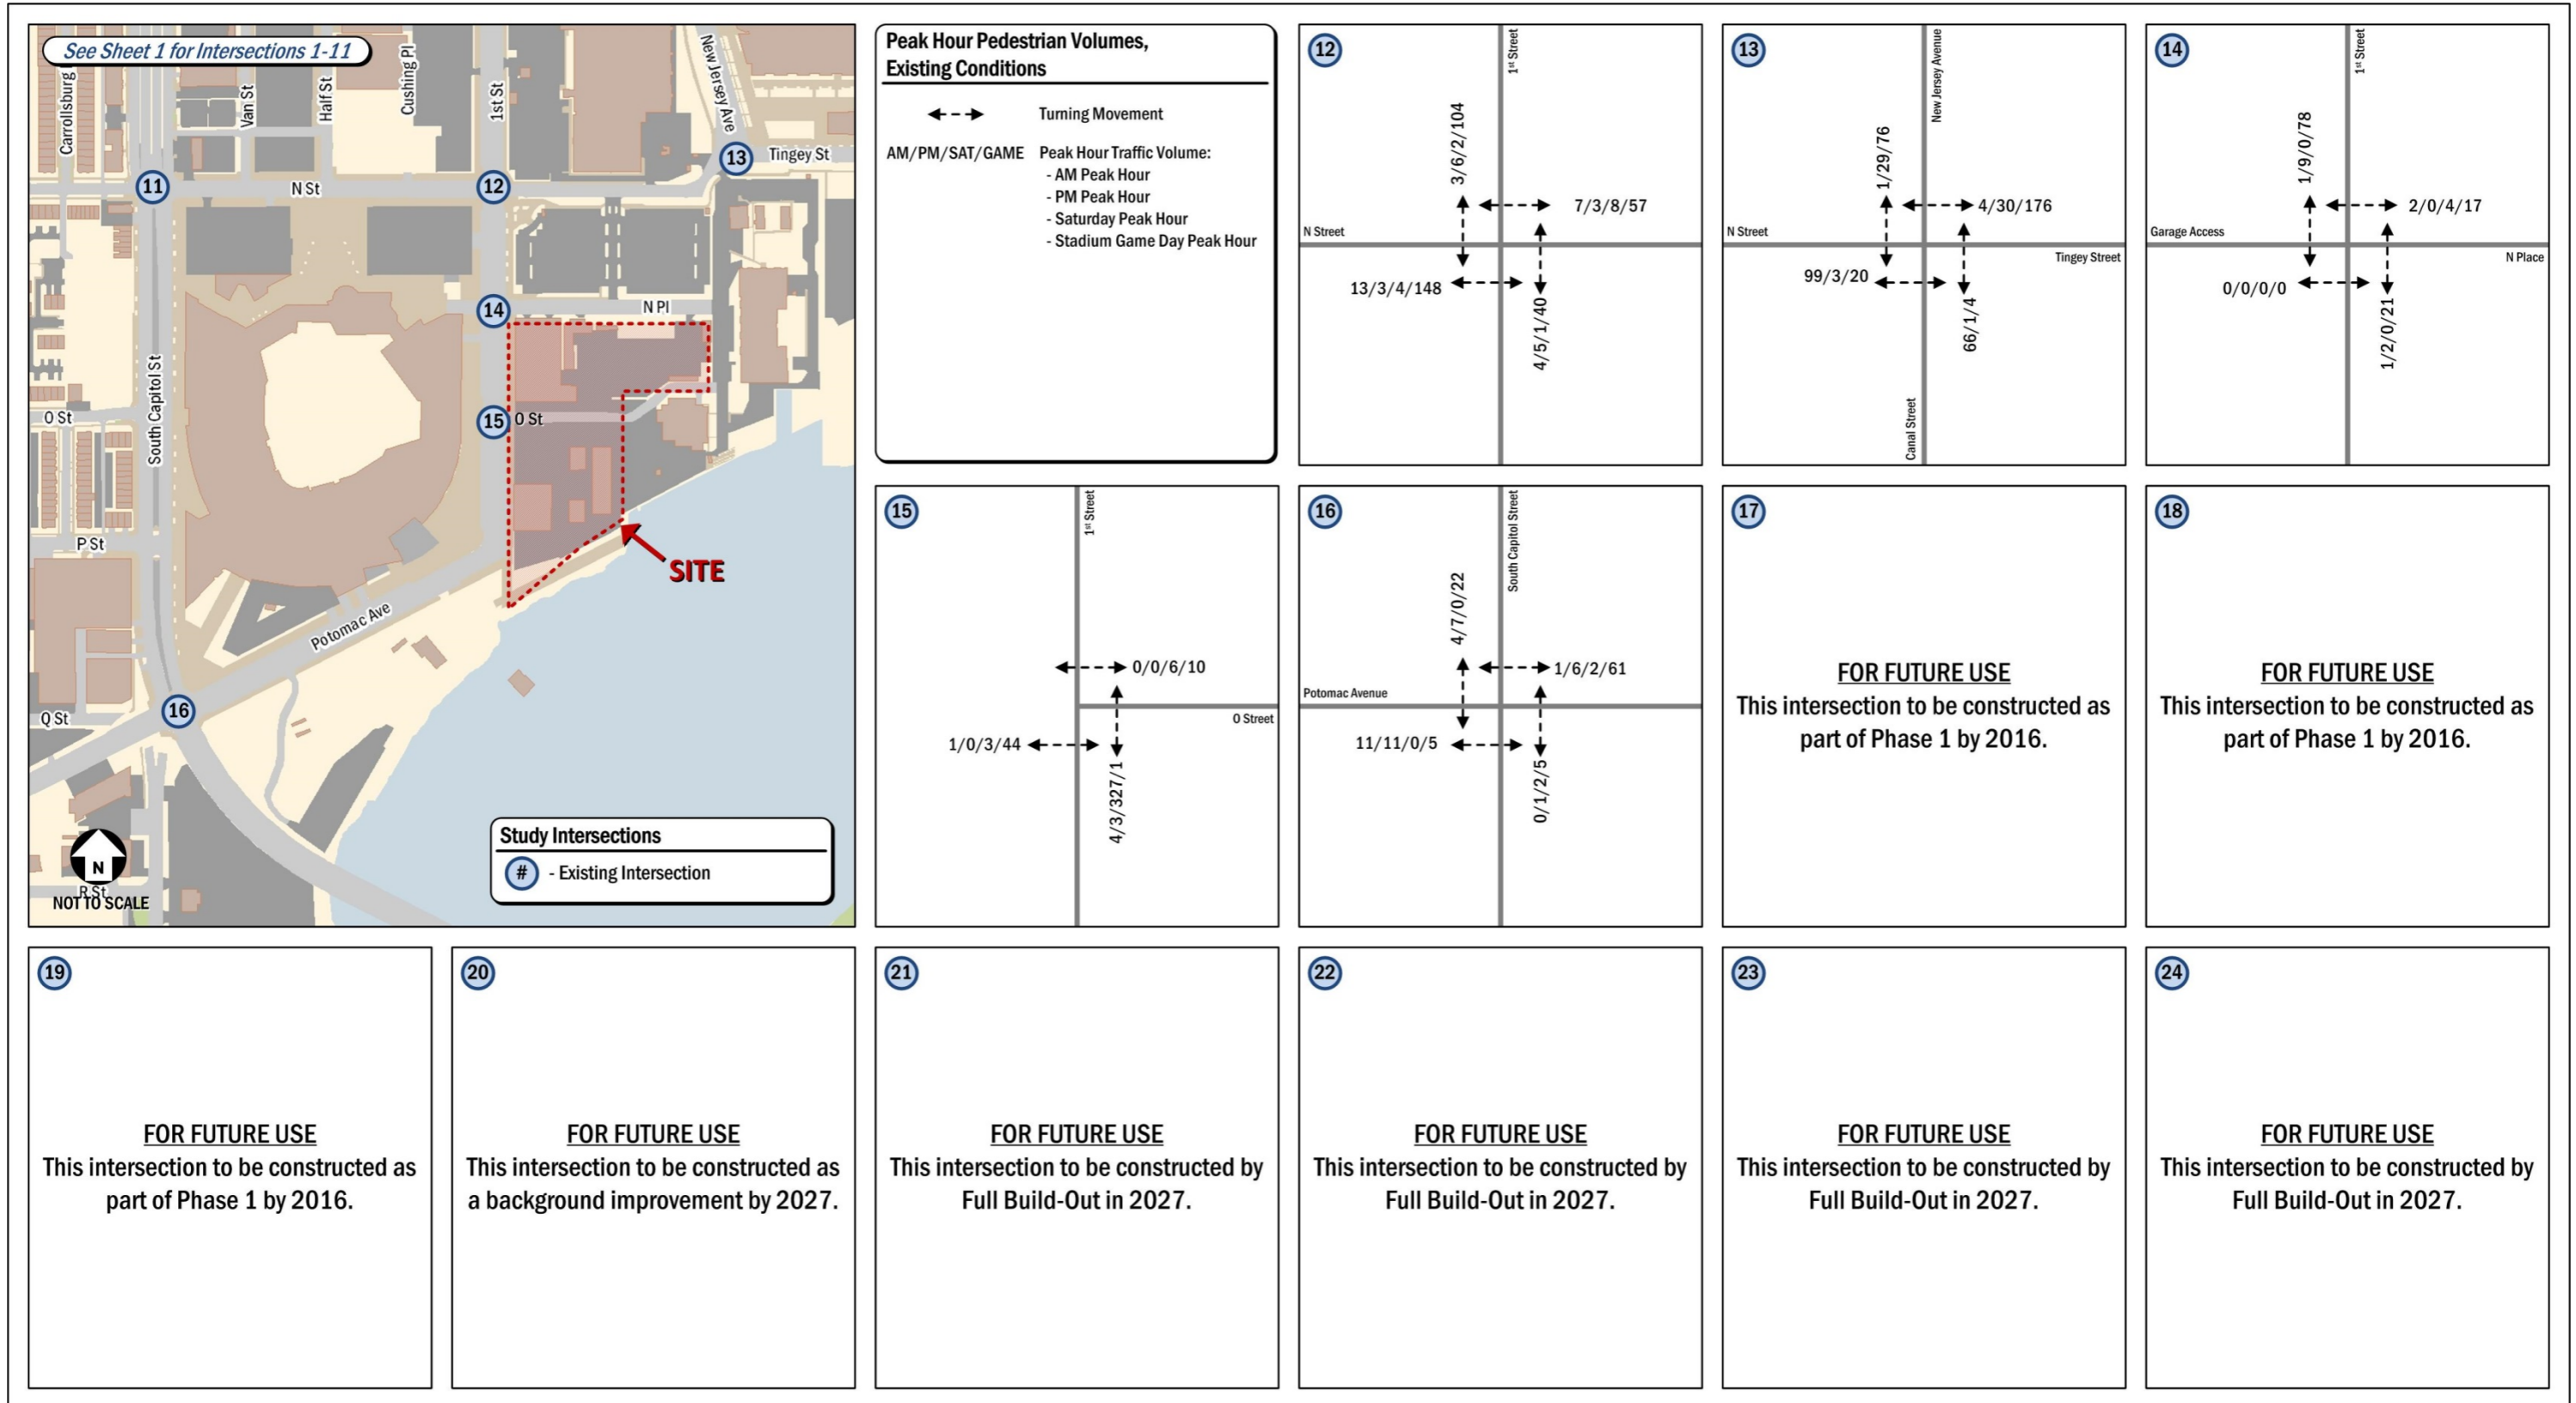 See Sheet 1 for Intersections 1-11
Carrollsburg
Van St
Half St
Cushing Pl
1st St
New Jersey Ave
13
Tingey St
11
N St
12
14
N Pl
South Capitol St
O St
15
O St
P St
SITE
Potomac Ave
Q St
16
N
R St
NOT TO SCALE
Study Intersections
# - Existing Intersection
Peak Hour Pedestrian Volumes,
Existing Conditions
Turning Movement
AM/PM/SAT/GAME Peak Hour Traffic Volume:
- AM Peak Hour
- PM Peak Hour
- Saturday Peak Hour
- Stadium Game Day Peak Hour
12
1st Street
3/6/2/104
7/3/8/57
N Street
13/3/4/148
4/5/1/40
13
New Jersey Avenue
1/29/76
4/30/176
N Street
Tingey Street
99/3/20
66/1/4
Canal Street
14
1st Street
1/9/0/78
2/0/4/17
Garage Access
N Place
0/0/0/0
1/2/0/21
15
1st Street
0/0/6/10
O Street
1/0/3/44
4/3/327/1
16
South Capitol Street
4/7/0/22
1/6/2/61
Potomac Avenue
11/11/0/5
0/1/2/5
17
FOR FUTURE USE
This intersection to be constructed as
part of Phase 1 by 2016.
18
FOR FUTURE USE
This intersection to be constructed as
part of Phase 1 by 2016.
19
FOR FUTURE USE
This intersection to be constructed as
part of Phase 1 by 2016.
20
FOR FUTURE USE
This intersection to be constructed as
a background improvement by 2027.
21
FOR FUTURE USE
This intersection to be constructed by
Full Build-Out in 2027.
22
FOR FUTURE USE
This intersection to be constructed by
Full Build-Out in 2027.
23
FOR FUTURE USE
This intersection to be constructed by
Full Build-Out in 2027.
24
FOR FUTURE USE
This intersection to be constructed by
Full Build-Out in 2027.